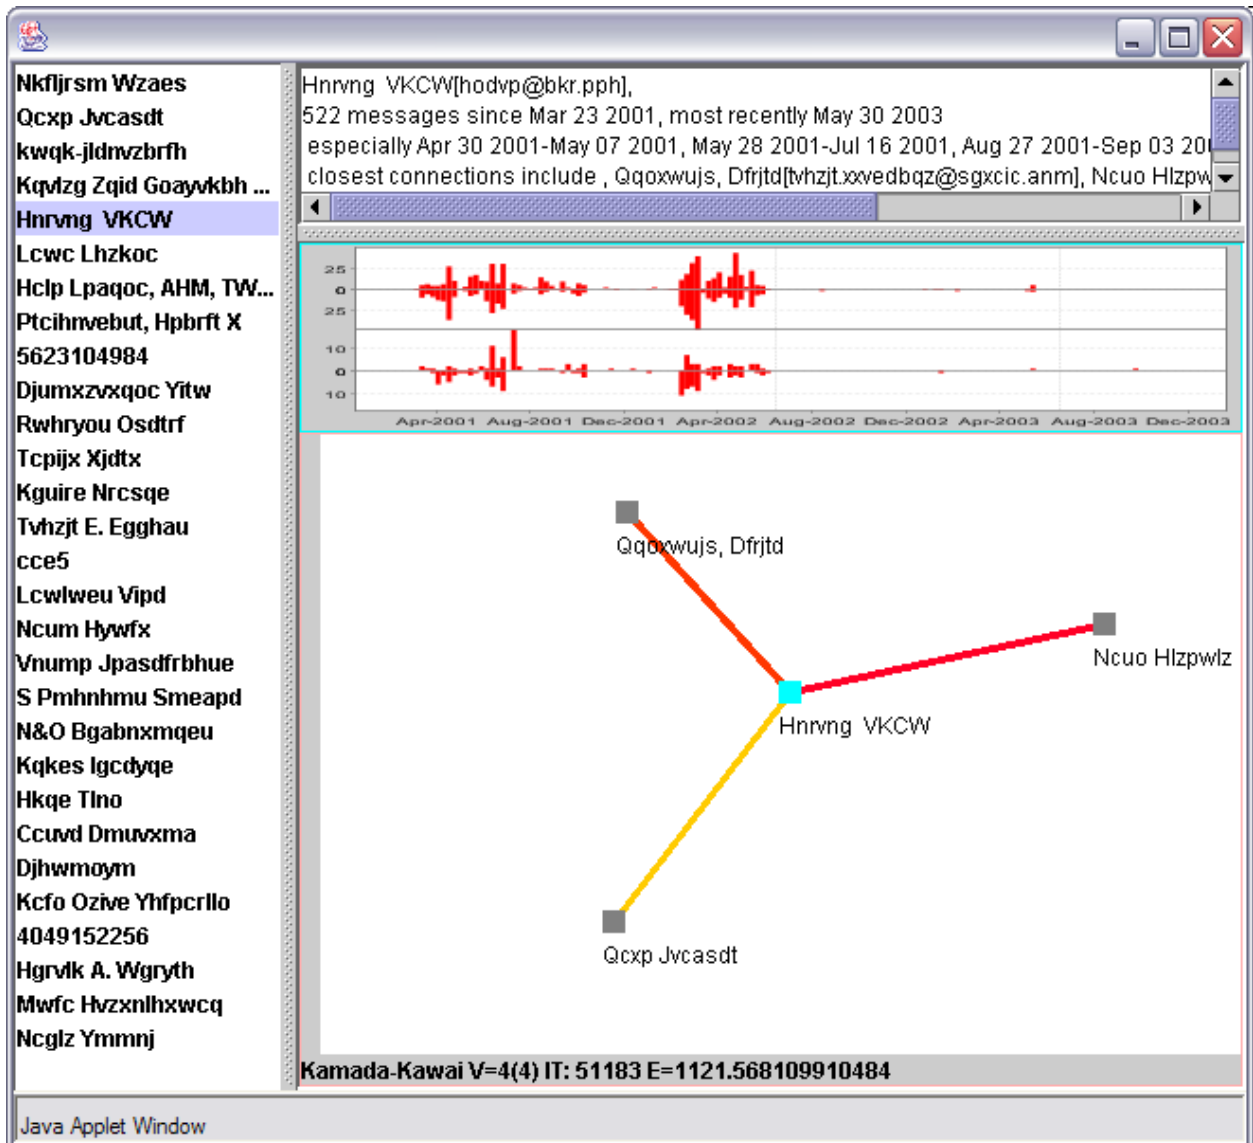 Nkfljrsm Wzaes
Qcxp Jvcasdt
kwqk-jldnvzbrfh
Kqvlzg Zqid Goayvkbh ...
Hnrvng  VKCW
Lcwc Lhzkoc
Hclp Lpaqoc, AHM, TW...
Ptcihnvebut, Hpbrft X
5623104984
Djumxzvxqoc Yitw
Rwhryou Osdtrf
Tcpijx Xjdtx
Kguire Nrcsqe
Tvhzjt E. Egghau
cce5
Lcwlweu Vipd
Ncum Hywfx
Vnump Jpasdfrbhue
S Pmhnhmu Smeapd
N&O Bgabnxmqeu
Kqkes Igcdyqe
Hkqe Tlno
Ccuvd Dmuvxma
Djhwmoym
Kcfo Ozive Yhfpcrllo
4049152256
Hgrvlk A. Wgryth
Mwfc Hvzxnlhxwcq
Ncglz Ymmnj
Hnrvng  VKCW[hodvp@bkr.pph],
522 messages since Mar 23 2001, most recently May 30 2003
especially Apr 30 2001-May 07 2001, May 28 2001-Jul 16 2001, Aug 27 2001-Sep 03 20
closest connections include , Qqoxwujs, Dfrjtd[tvhzjt.xxvedbqz@sgxcic.anm], Ncuo Hlzpw
25
0
25
10
0
10
Apr-2001 Aug-2001 Dec-2001 Apr-2002 Aug-2002 Dec-2002 Apr-2003 Aug-2003 Dec-2003
Qqoxwujs, Dfrjtd
Ncuo Hlzpwlz
Hnrvng  VKCW
Qcxp Jvcasdt
Kamada-Kawai V=4(4) IT: 51183 E=1121.568109910484
Java Applet Window